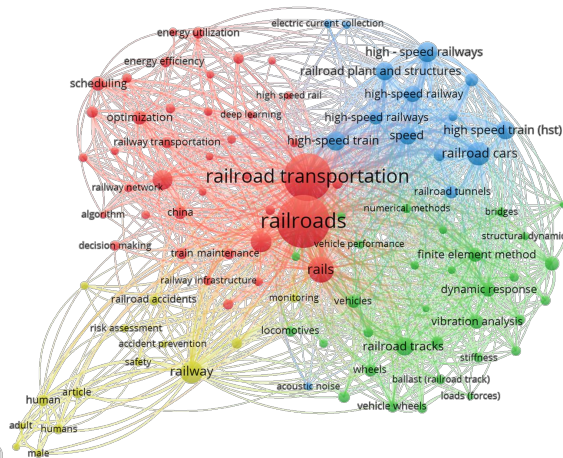 electric current collection
energy utilization
high - speed railways
energy efficiency
railroad plant and structures
scheduling
high speed rail
high-speed railway
deep learning
optimization
high-speed railways
high speed train (hst)
railway transportation
high-speed train
speed
railroad cars
railroad transportation
railway network
railroad tunnels
algorithm
china
numerical methods
bridges
railroads
structural dynamic
decision making
vehicle performance
train maintenance
finite element method
rails
railway infrastructure
dynamic response
railroad accidents
monitoring
vehicles
risk assessment
locomotives
vibration analysis
accident prevention
railroad tracks
safety
stiffness
railway
wheels
ballast (railroad track)
acoustic noise
article
loads (forces)
human
vehicle wheels
adult
humans
male